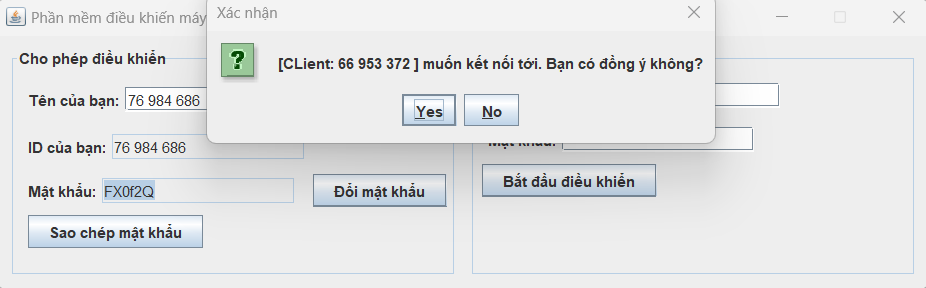 Phần mềm điều khiến máy
Xác nhận
[CLient: 66 953 372 ] muốn kết nối tới. Bạn có đồng ý không?
Yes
No
Cho phép điều khiển
Tên của bạn: 76 984 686
ID của bạn: 76 984 686
Mật khẩu: FX0f2Q
Đổi mật khẩu
Sao chép mật khẩu
Mật khẩu:
Bắt đầu điều khiển